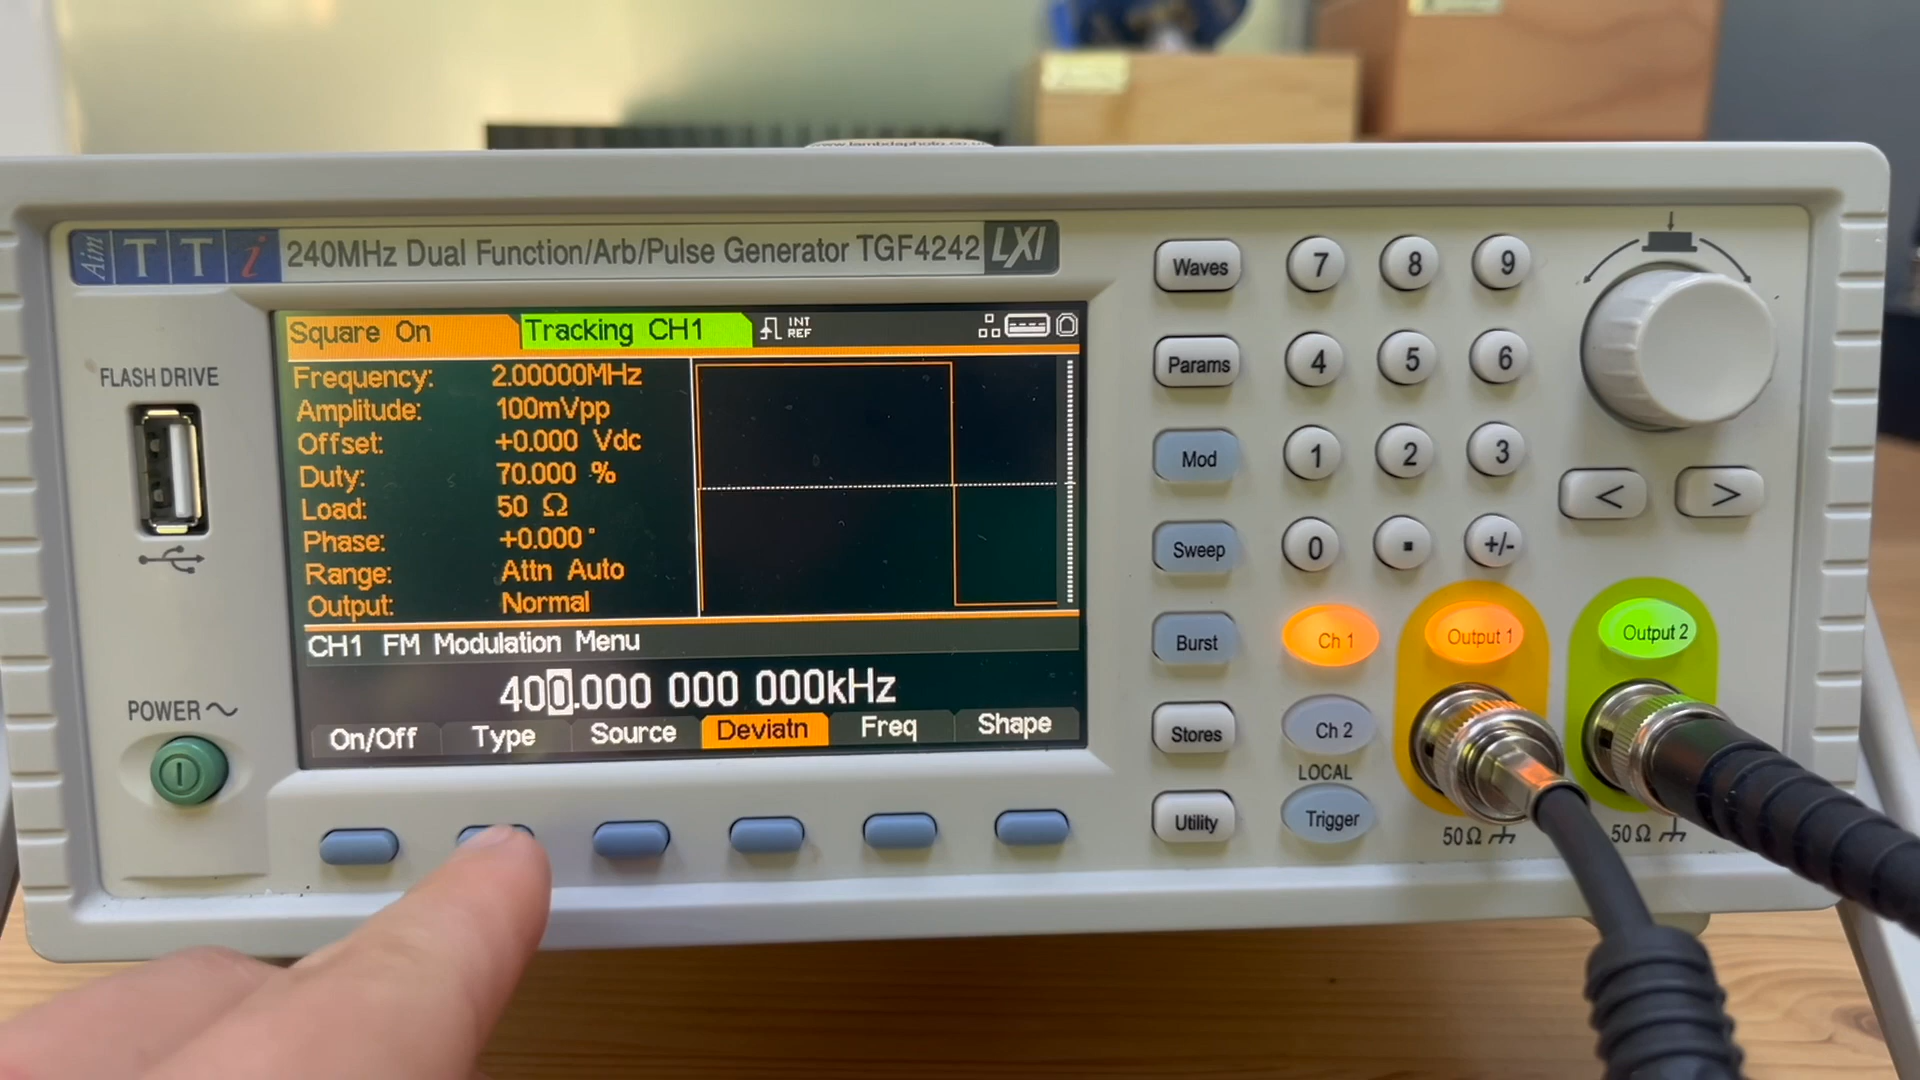 www.lambdaphoto.co.u
Aim TTi 240MHz Dual Function/Arb/Pulse Generator TGF4242 LXI
FLASH DRIVE
POWER
Square On Tracking CH1 INT REF
Frequency: 2.00000MHz
Amplitude: 100mVpp
Offset: +0.000 Vdc
Duty: 70.000 %
Load: 50 Ω
Phase: +0.000°
Range: Attn Auto
Output: Normal
CH1 FM Modulation Menu
400.000 000 000kHz
On/Off Type Source Deviatn Freq Shape
Waves 7 8 9
Params 4 5 6
Mod 1 2 3
Sweep 0 . +/-
< >
Burst Ch 1 Output 1 Output 2
Stores Ch 2
LOCAL
Utility Trigger
50Ω 50Ω